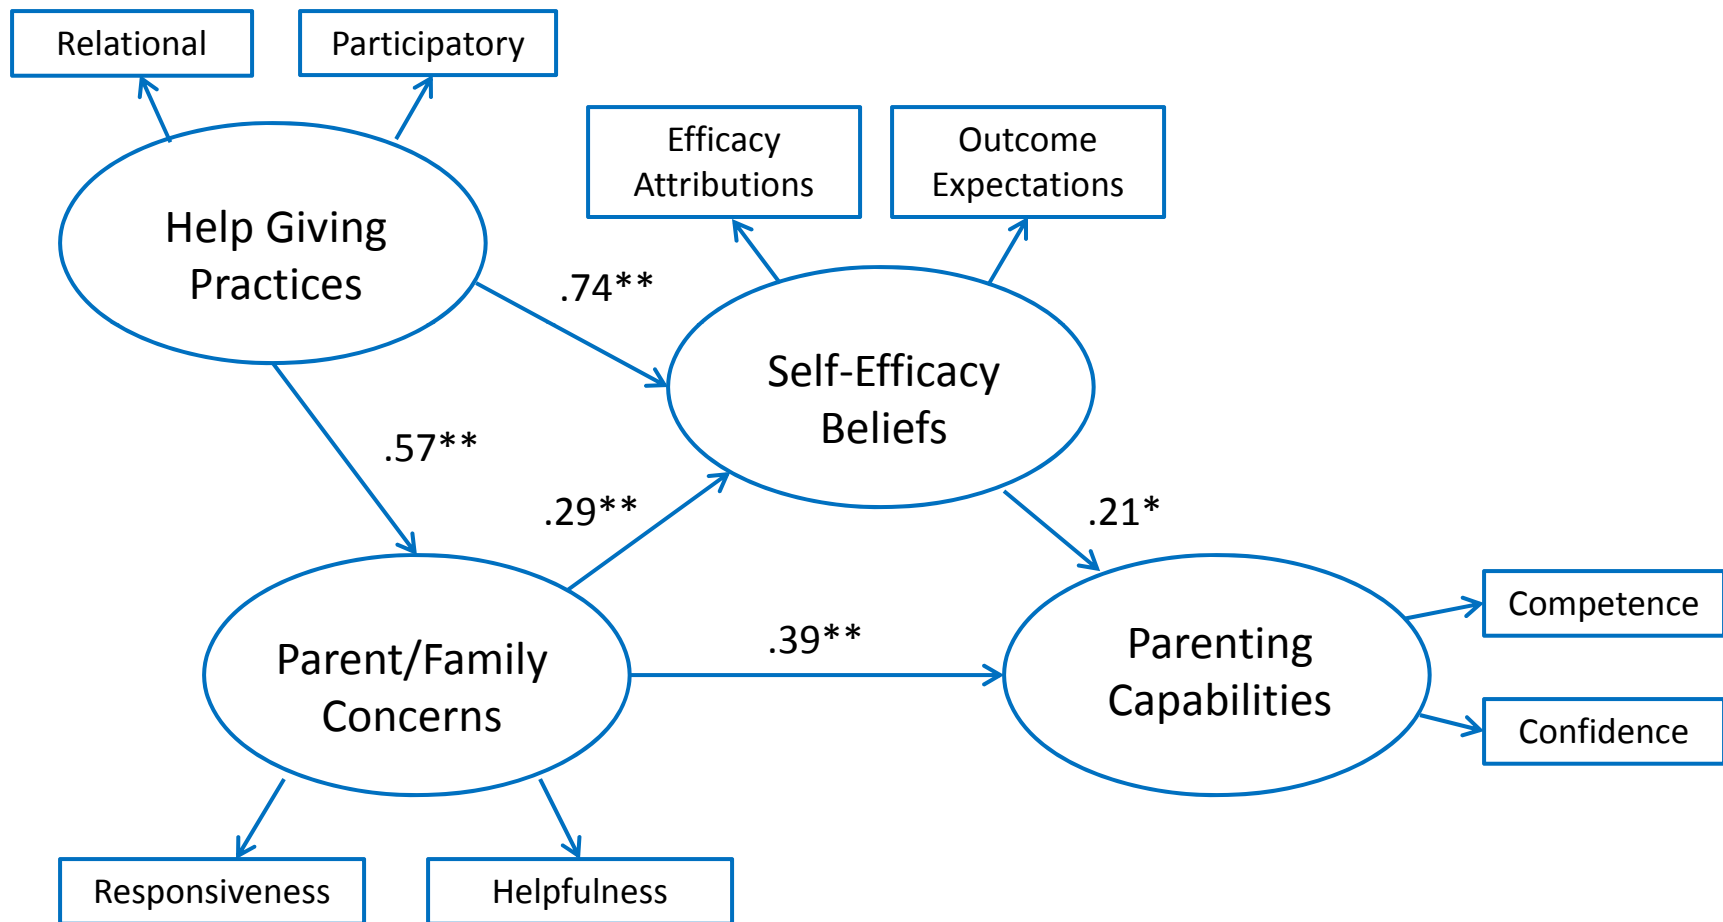 Relational
Participatory
Efficacy
Attributions
Outcome
Expectations
Help Giving
Practices
.74**
Self-Efficacy
Beliefs
.57**
.29**
.21*
Parent/Family
Concerns
.39**
Parenting
Capabilities
Competence
Confidence
Responsiveness
Helpfulness